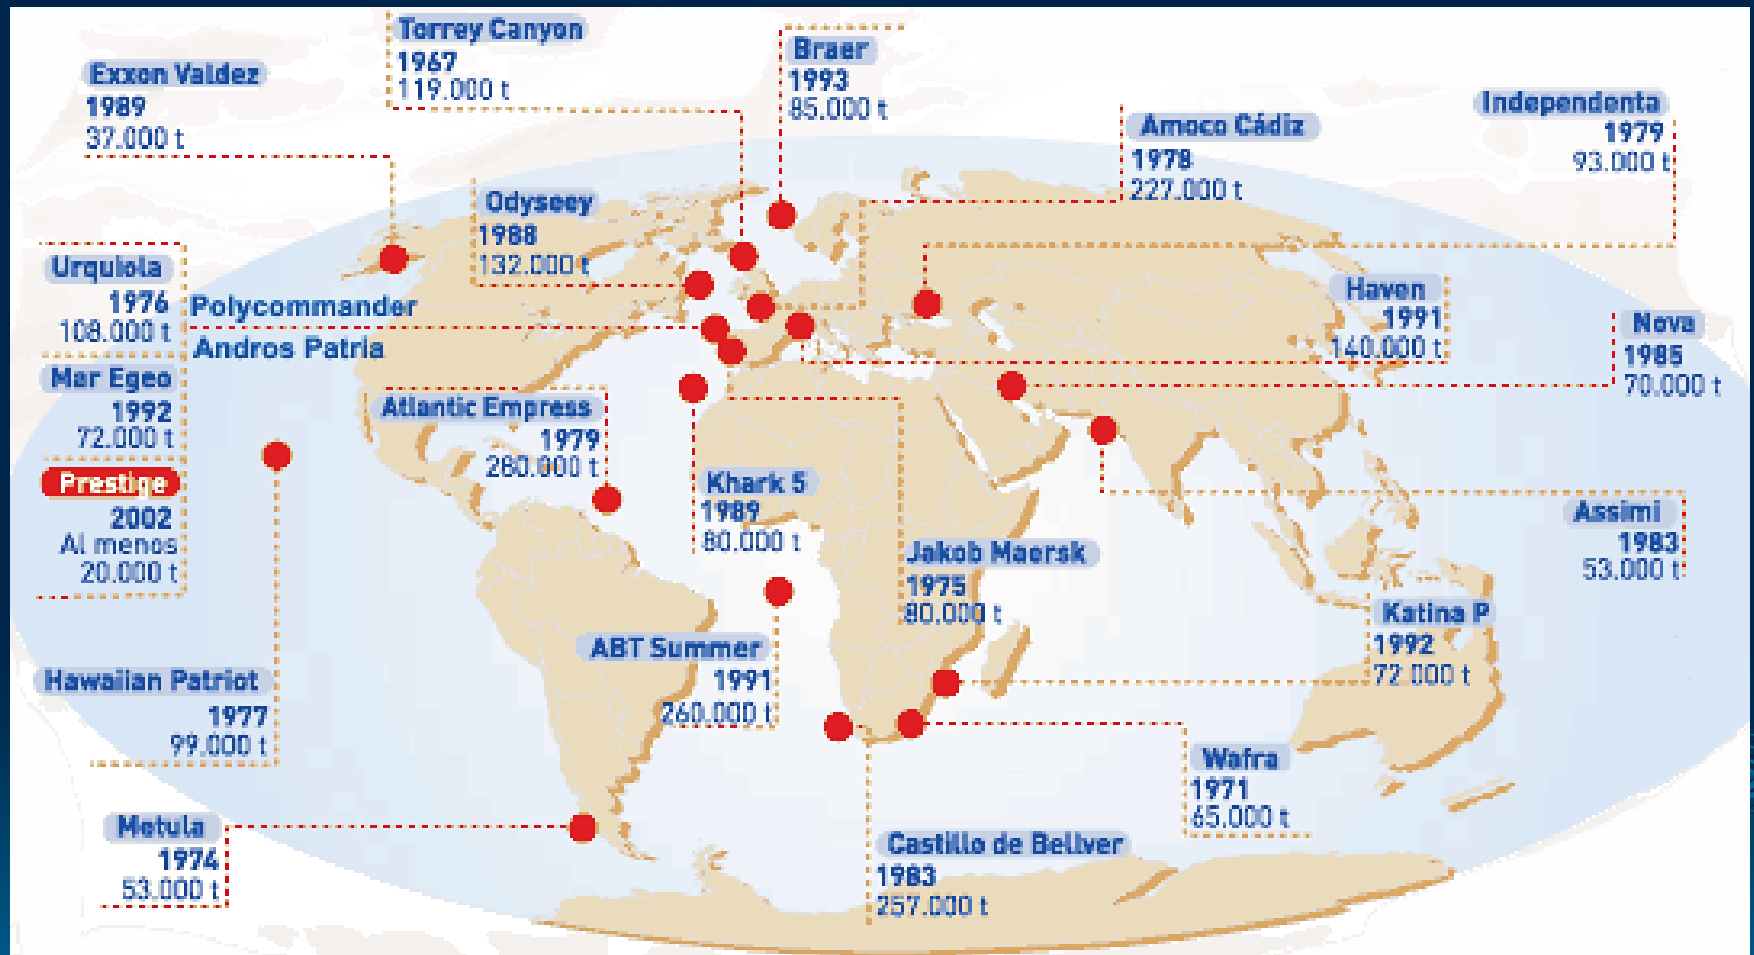 Torrey Canyon
1967
119.000 t
Braer
1993
85.000 t
Exxon Valdez
1989
37.000 t
Independenta
1979
93.000 t
Amoco Cádiz
1978
227.000 t
Odyseey
1988
132.000 t
Urquiola
1976
108.000 t
Polycommander
Andros Patria
Haven
1991
140.000 t
Nova
1985
70.000 t
Mar Egeo
1992
72.000 t
Atlantic Empress
1979
280.000 t
Prestige
2002
Al menos
20.000 t
Khark 5
1989
80.000 t
Assimi
1983
53.000 t
Jakob Maersk
1975
80.000 t
Katina P
1992
72.000 t
ABT Summer
1991
260.000 t
Hawaiian Patriot
1977
99.000 t
Wafra
1971
65.000 t
Metula
1974
53.000 t
Castillo de Bellver
1983
257.000 t